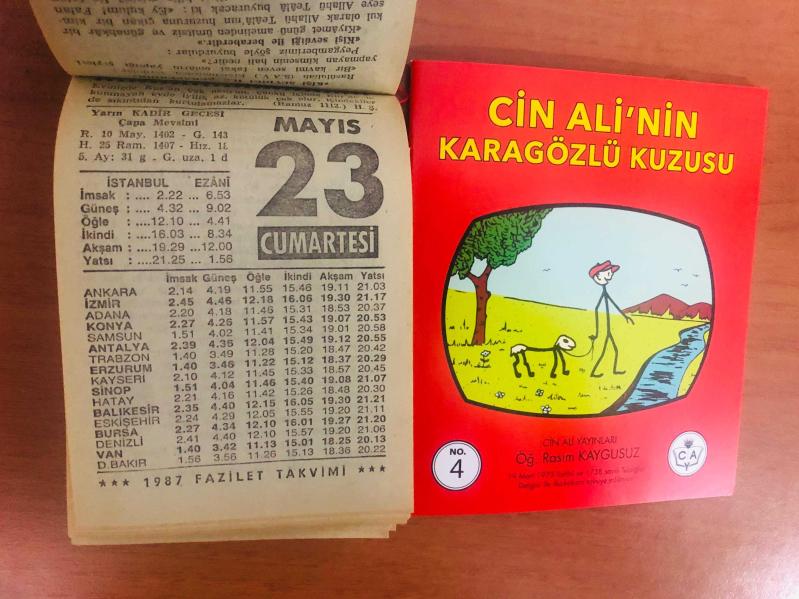 «Kişi sevdiği ile beraberdir.»
Peygamberimiz şöyle buyurdular:
Yarın KADİR GECESİ
Çapa Mevsimi
R. 10 May. 1402 - G. 143
H. 25 Ram. 1407 - Hız. 18
5. Ay: 31 g - G. uza. 1 d
MAYIS
23
CUMARTESİ
İSTANBUL EZANİ
İmsak : .... 2.22 ... 6.53
Güneş : .... 4.32 ... 9.02
Öğle : .... 12.10 ... 4.41
İkindi : .... 16.03 ... 8.34
Akşam : .... 19.29 ... 12.00
Yatsı : .... 21.25 ... 1.56
İmsak Güneş Öğle İkindi Akşam Yatsı
ANKARA 2.14 4.19 11.55 15.46 19.11 21.03
İZMİR 2.45 4.46 12.18 16.06 19.30 21.17
ADANA 2.20 4.18 11.46 15.31 18.53 20.37
KONYA 2.27 4.26 11.57 15.43 19.07 20.53
SAMSUN 1.51 4.02 11.41 15.34 19.01 20.58
ANTALYA 2.39 4.36 12.04 15.49 19.12 20.55
TRABZON 1.40 3.49 11.28 15.20 18.47 20.42
ERZURUM 1.40 3.46 11.22 15.12 18.37 20.29
KAYSERİ 2.10 4.12 11.45 15.33 18.57 20.45
SİNOP 1.51 4.04 11.46 15.40 19.08 21.07
HATAY 2.21 4.16 11.42 15.26 18.48 20.30
BALIKESİR 2.35 4.40 12.15 16.05 19.30 21.21
ESKİŞEHİR 2.24 4.29 12.05 15.55 19.20 21.11
BURSA 2.27 4.34 12.10 16.01 19.27 21.20
DENİZLİ 2.41 4.40 12.10 15.57 19.20 21.06
VAN 1.40 3.42 11.13 15.01 18.25 20.13
D.BAKIR 1.56 3.56 11.26 15.13 18.36 20.22
*** 1987 FAZİLET TAKVİMİ ***
CİN ALİ'NİN
KARAGÖZLÜ KUZUSU
CİN ALİ YAYINLARI
Öğ. Rasim KAYGUSUZ
NO.
4
C A